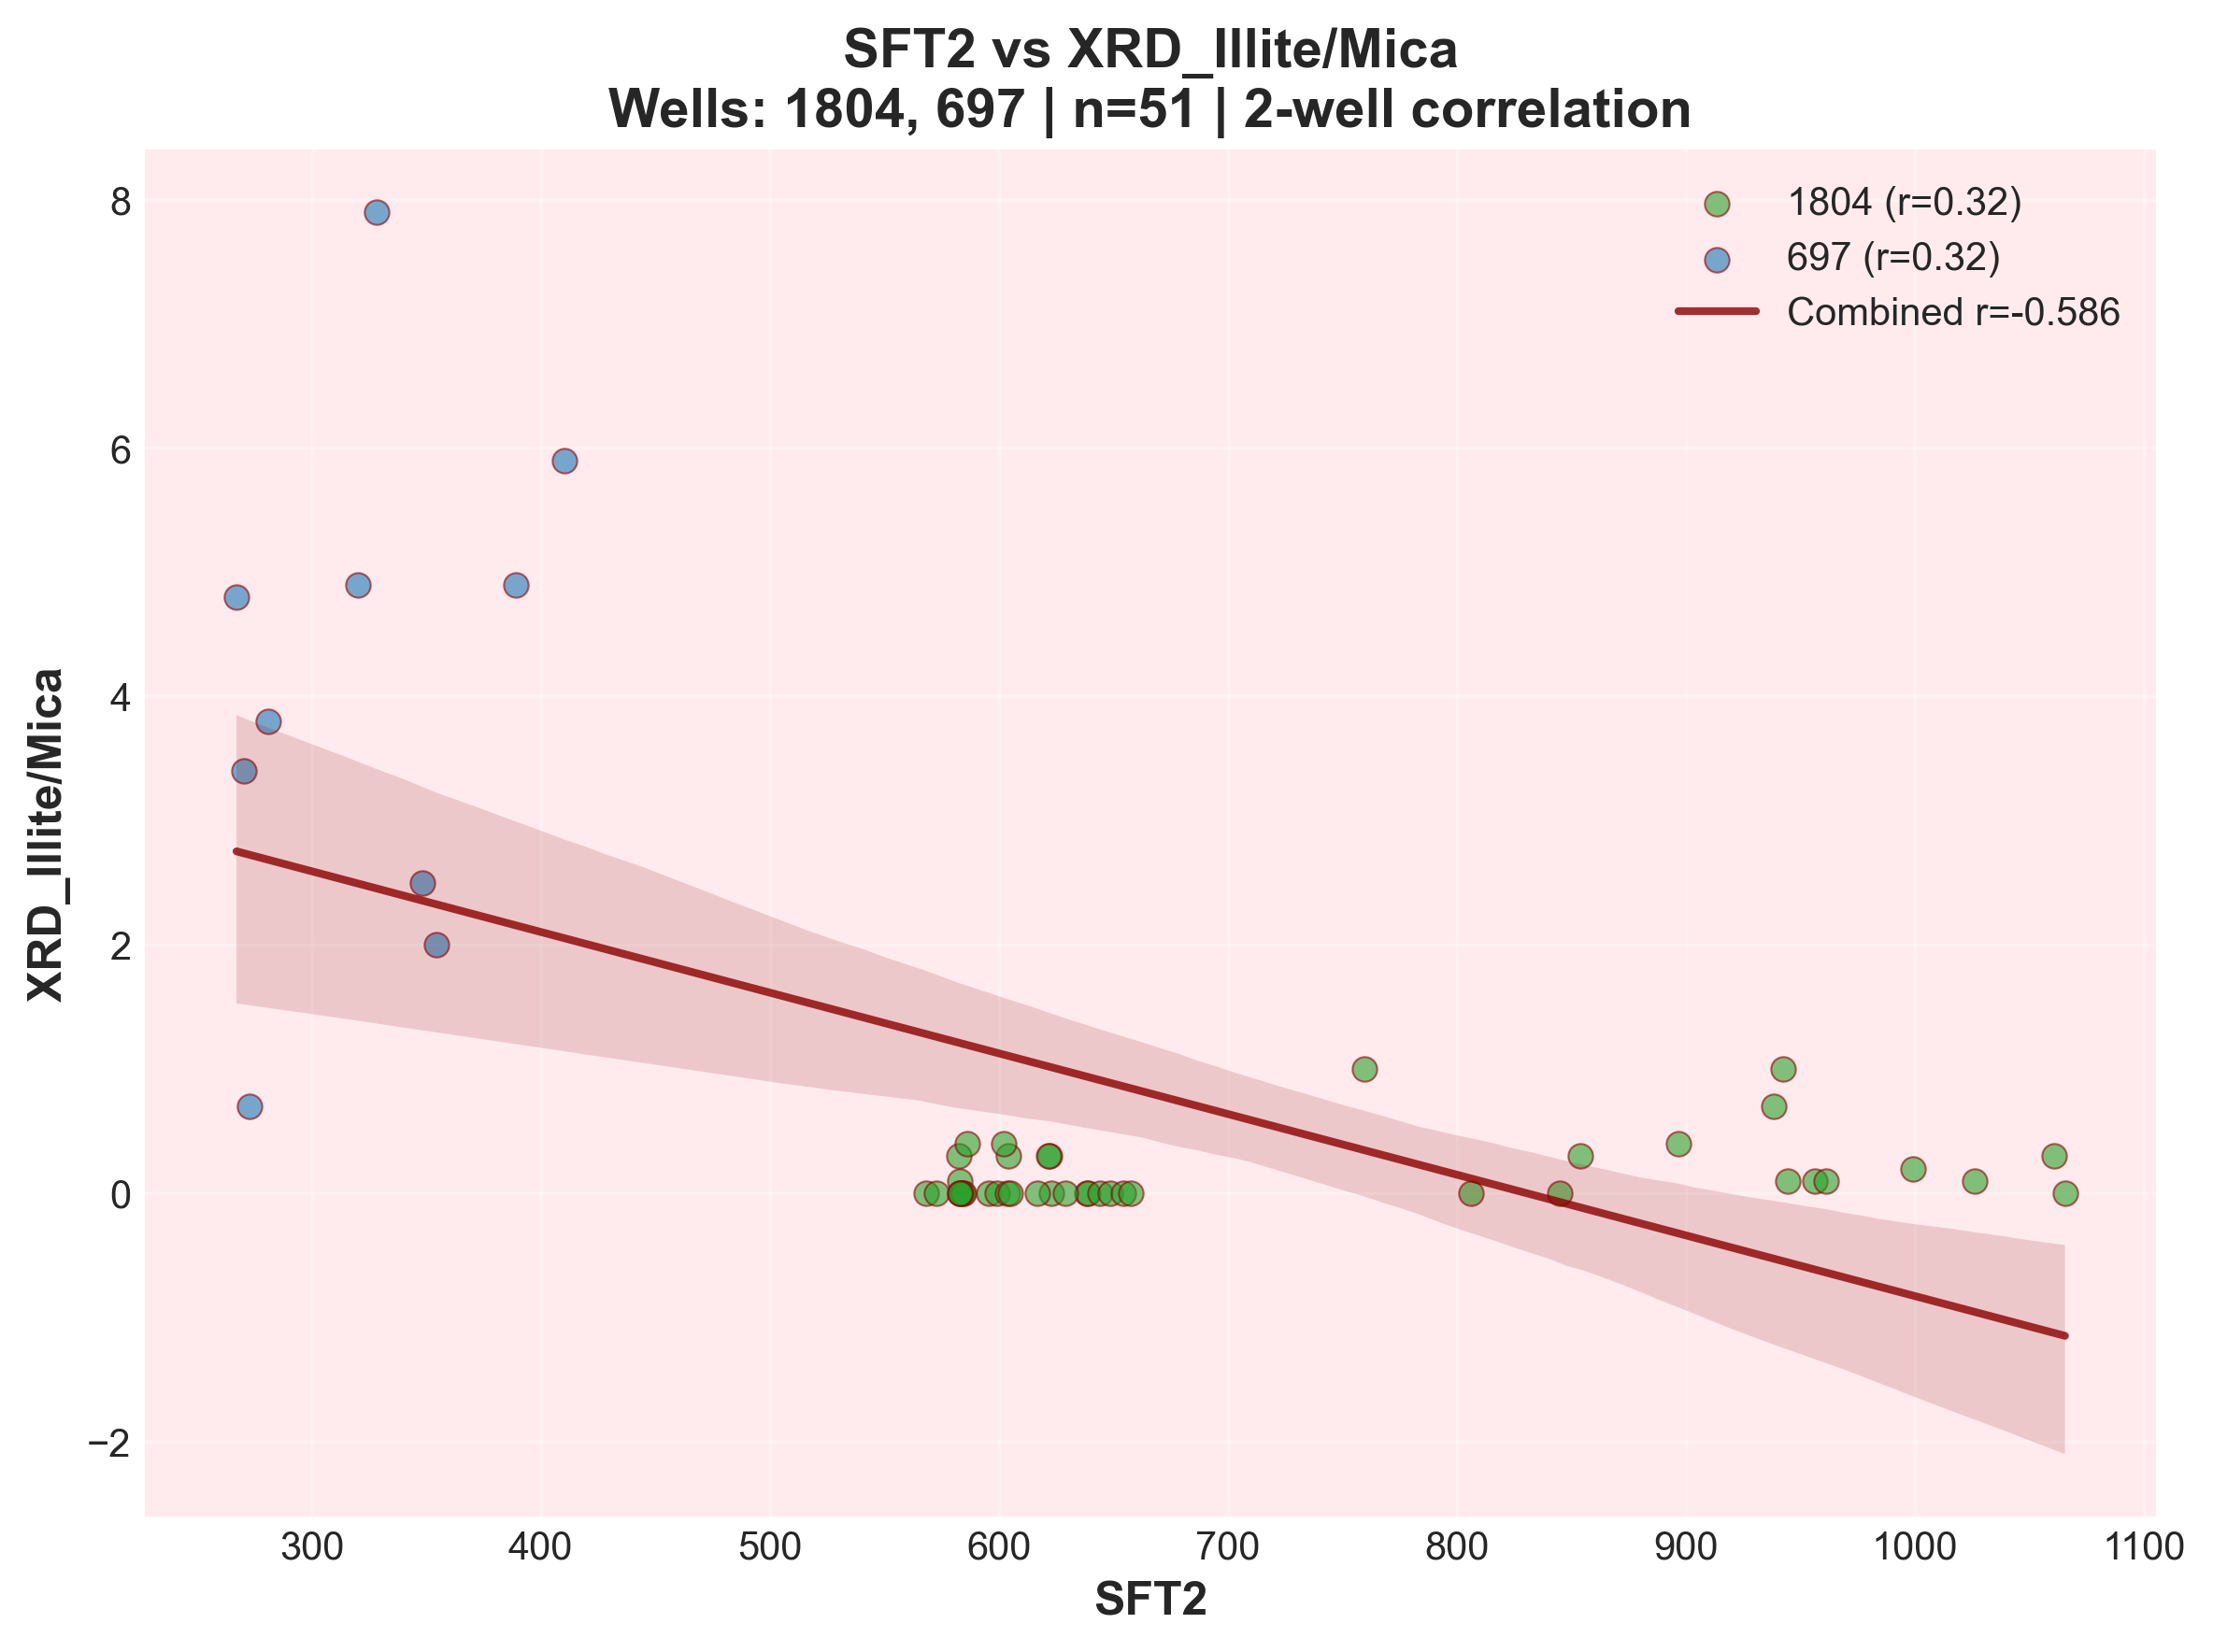 SFT2 vs XRD_Illite/Mica
Wells: 1804, 697 | n=51 | 2-well correlation
1804 (r=0.32)
697 (r=0.32)
Combined r=-0.586
XRD_Illite/Mica
8
6
4
2
0
−2
300 400 500 600 700 800 900 1000 1100
SFT2